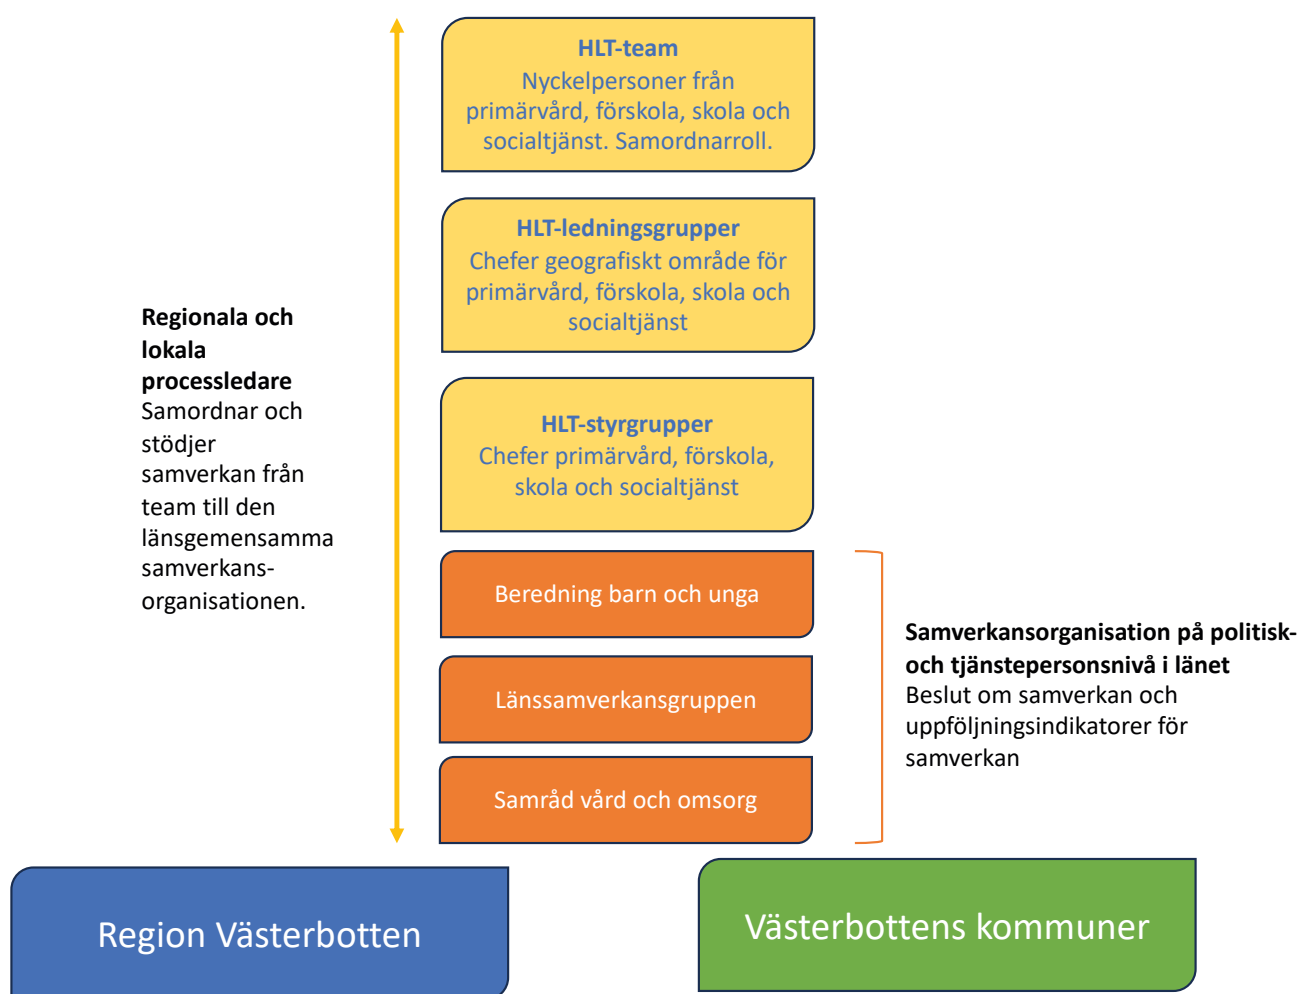 HLT-team
Nyckelpersoner från
primärvård, förskola, skola och
socialtjänst. Samordnarroll.
HLT-ledningsgrupper
Chefer geografiskt område för
primärvård, förskola, skola och
socialtjänst
Regionala och
lokala
processledare
Samordnar och
stödjer
samverkan från
team till den
länsgemensamma
samverkans-
organisationen.
HLT-styrgrupper
Chefer primärvård, förskola,
skola och socialtjänst
Beredning barn och unga
Länssamverkansgruppen
Samråd vård och omsorg
Samverkansorganisation på politisk-
och tjänstepersonsnivå i länet
Beslut om samverkan och
uppföljningsindikatorer för
samverkan
Region Västerbotten
Västerbottens kommuner